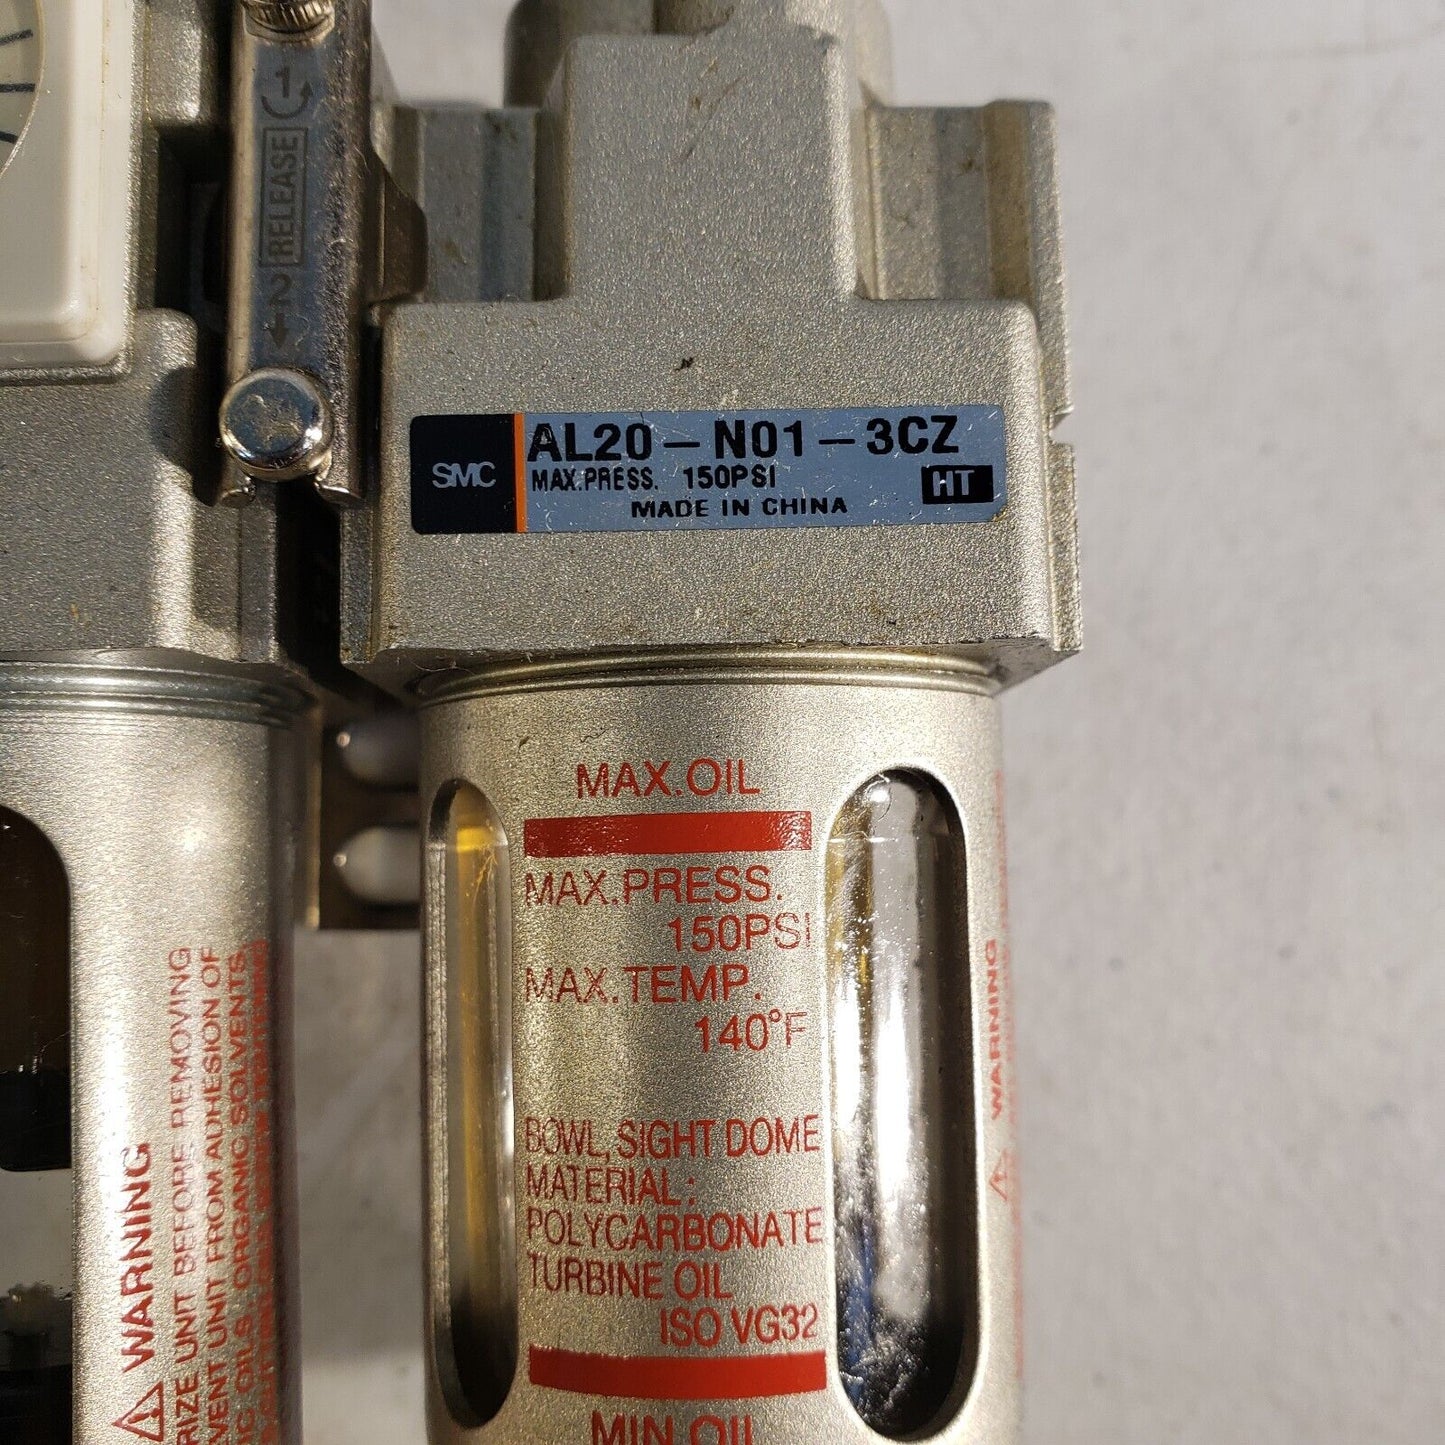 1
RELEASE
2
SMC
AL20-N01-3CZ
MAX.PRESS. 150PSI
HT
MADE IN CHINA
MAX.OIL
MAX.PRESS.
150PSI
MAX.TEMP.
140°F
BOWL, SIGHT DOME
MATERIAL:
POLYCARBONATE
TURBINE OIL
ISO VG32
MIN.OIL
WARNING
RIZE UNIT BEFORE REMOVING
VENT UNIT FROM ADHESION OF
IC OILS, ORGANIC SOLVENTS,
WARNING